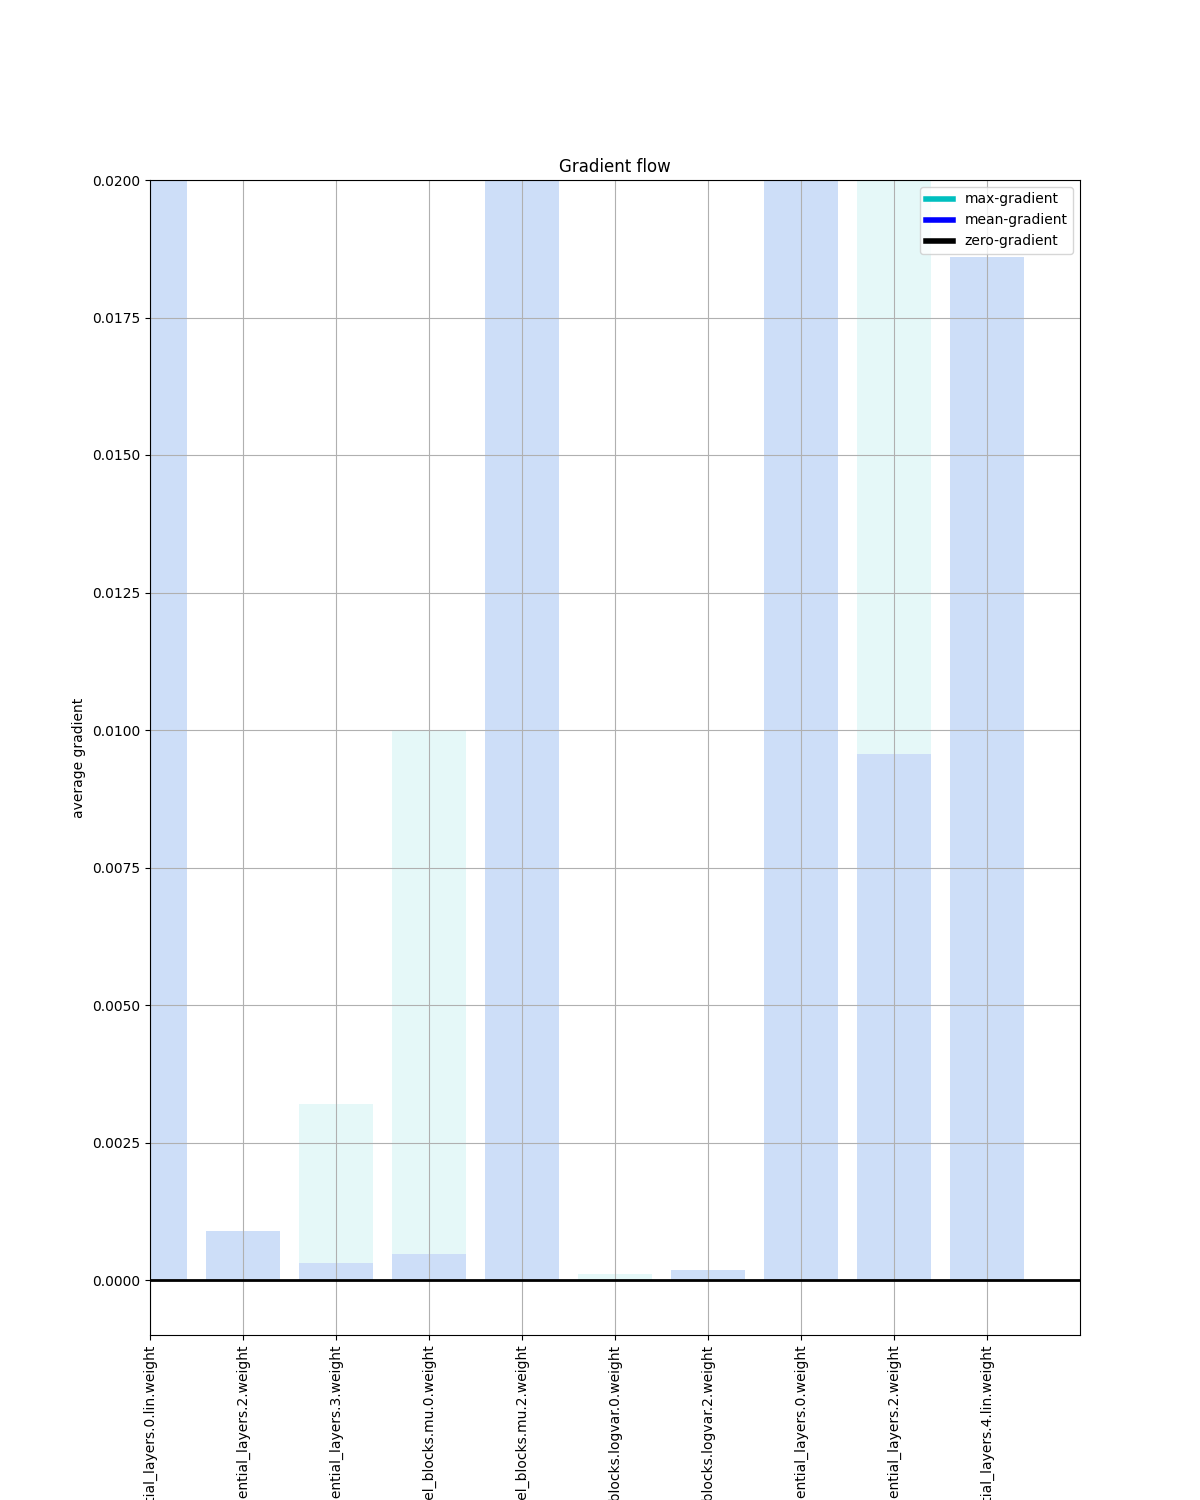 Gradient flow
0.0200
0.0175
0.0150
0.0125
0.0100
0.0075
0.0050
0.0025
0.0000
average gradient
max-gradient
mean-gradient
zero-gradient
tial_layers.0.lin.weight
ential_layers.2.weight
ential_layers.3.weight
el_blocks.mu.0.weight
el_blocks.mu.2.weight
blocks.logvar.0.weight
blocks.logvar.2.weight
ential_layers.0.weight
ential_layers.2.weight
tial_layers.4.lin.weight